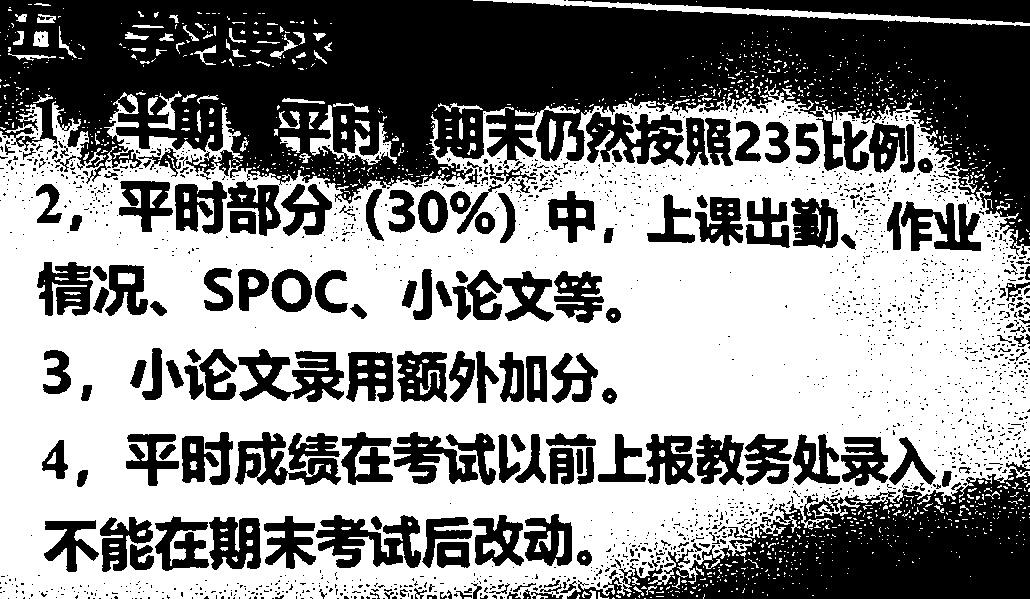 五、学习要求
1，半期，平时，期末仍然按照235比例。
2，平时部分（30%）中，上课出勤、作业
情况、SPOC、小论文等。
3，小论文录用额外加分。
4，平时成绩在考试以前上报教务处录入，
不能在期末考试后改动。